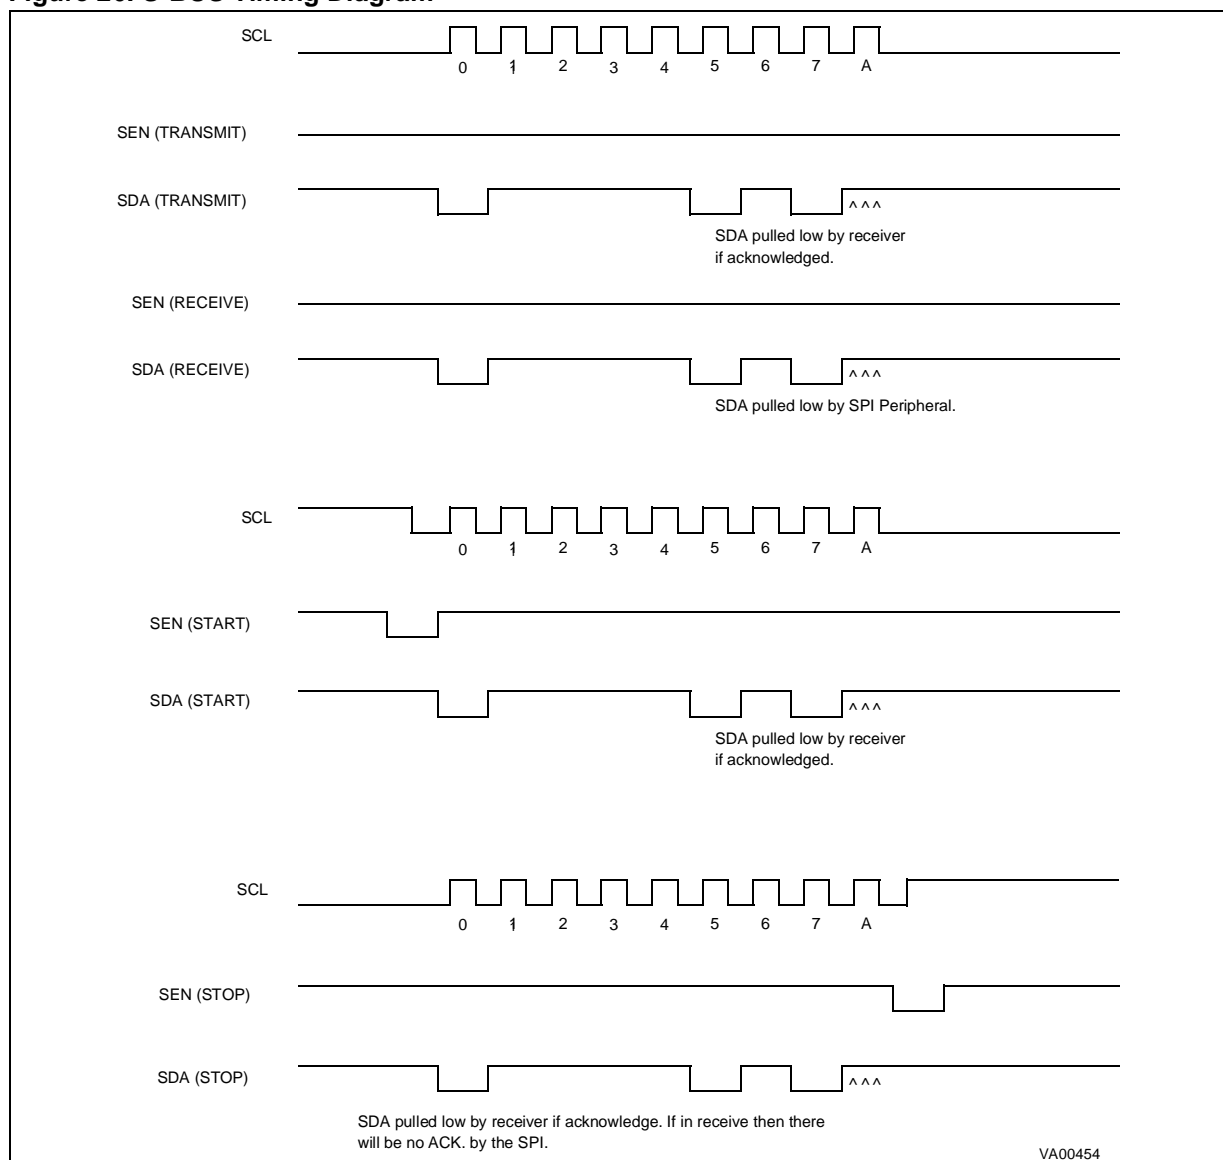 Figure Timing Diagram
SCL
0 1 2 3 4 5 6 7 A
SEN (TRANSMIT)
SDA (TRANSMIT)
^ ^ ^
SDA pulled low by receiver
if acknowledged.
SEN (RECEIVE)
SDA (RECEIVE)
^ ^ ^
SDA pulled low by SPI Peripheral.
SCL
0 1 2 3 4 5 6 7 A
SEN (START)
SDA (START)
^ ^ ^
SDA pulled low by receiver
if acknowledged.
SCL
0 1 2 3 4 5 6 7 A
SEN (STOP)
SDA (STOP)
^ ^ ^
SDA pulled low by receiver if acknowledge. If in receive then there
will be no ACK. by the SPI.
VA00454